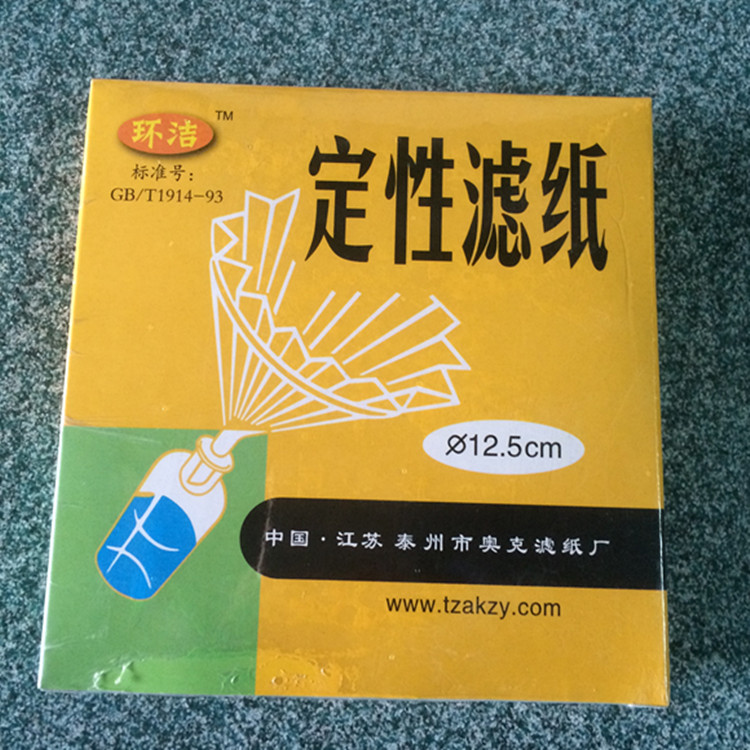 环洁 TM
标准号:
GB/T1914-93
定性滤纸
Ø12.5cm
中国·江苏 泰州市奥克滤纸厂
www.tzakzy.com